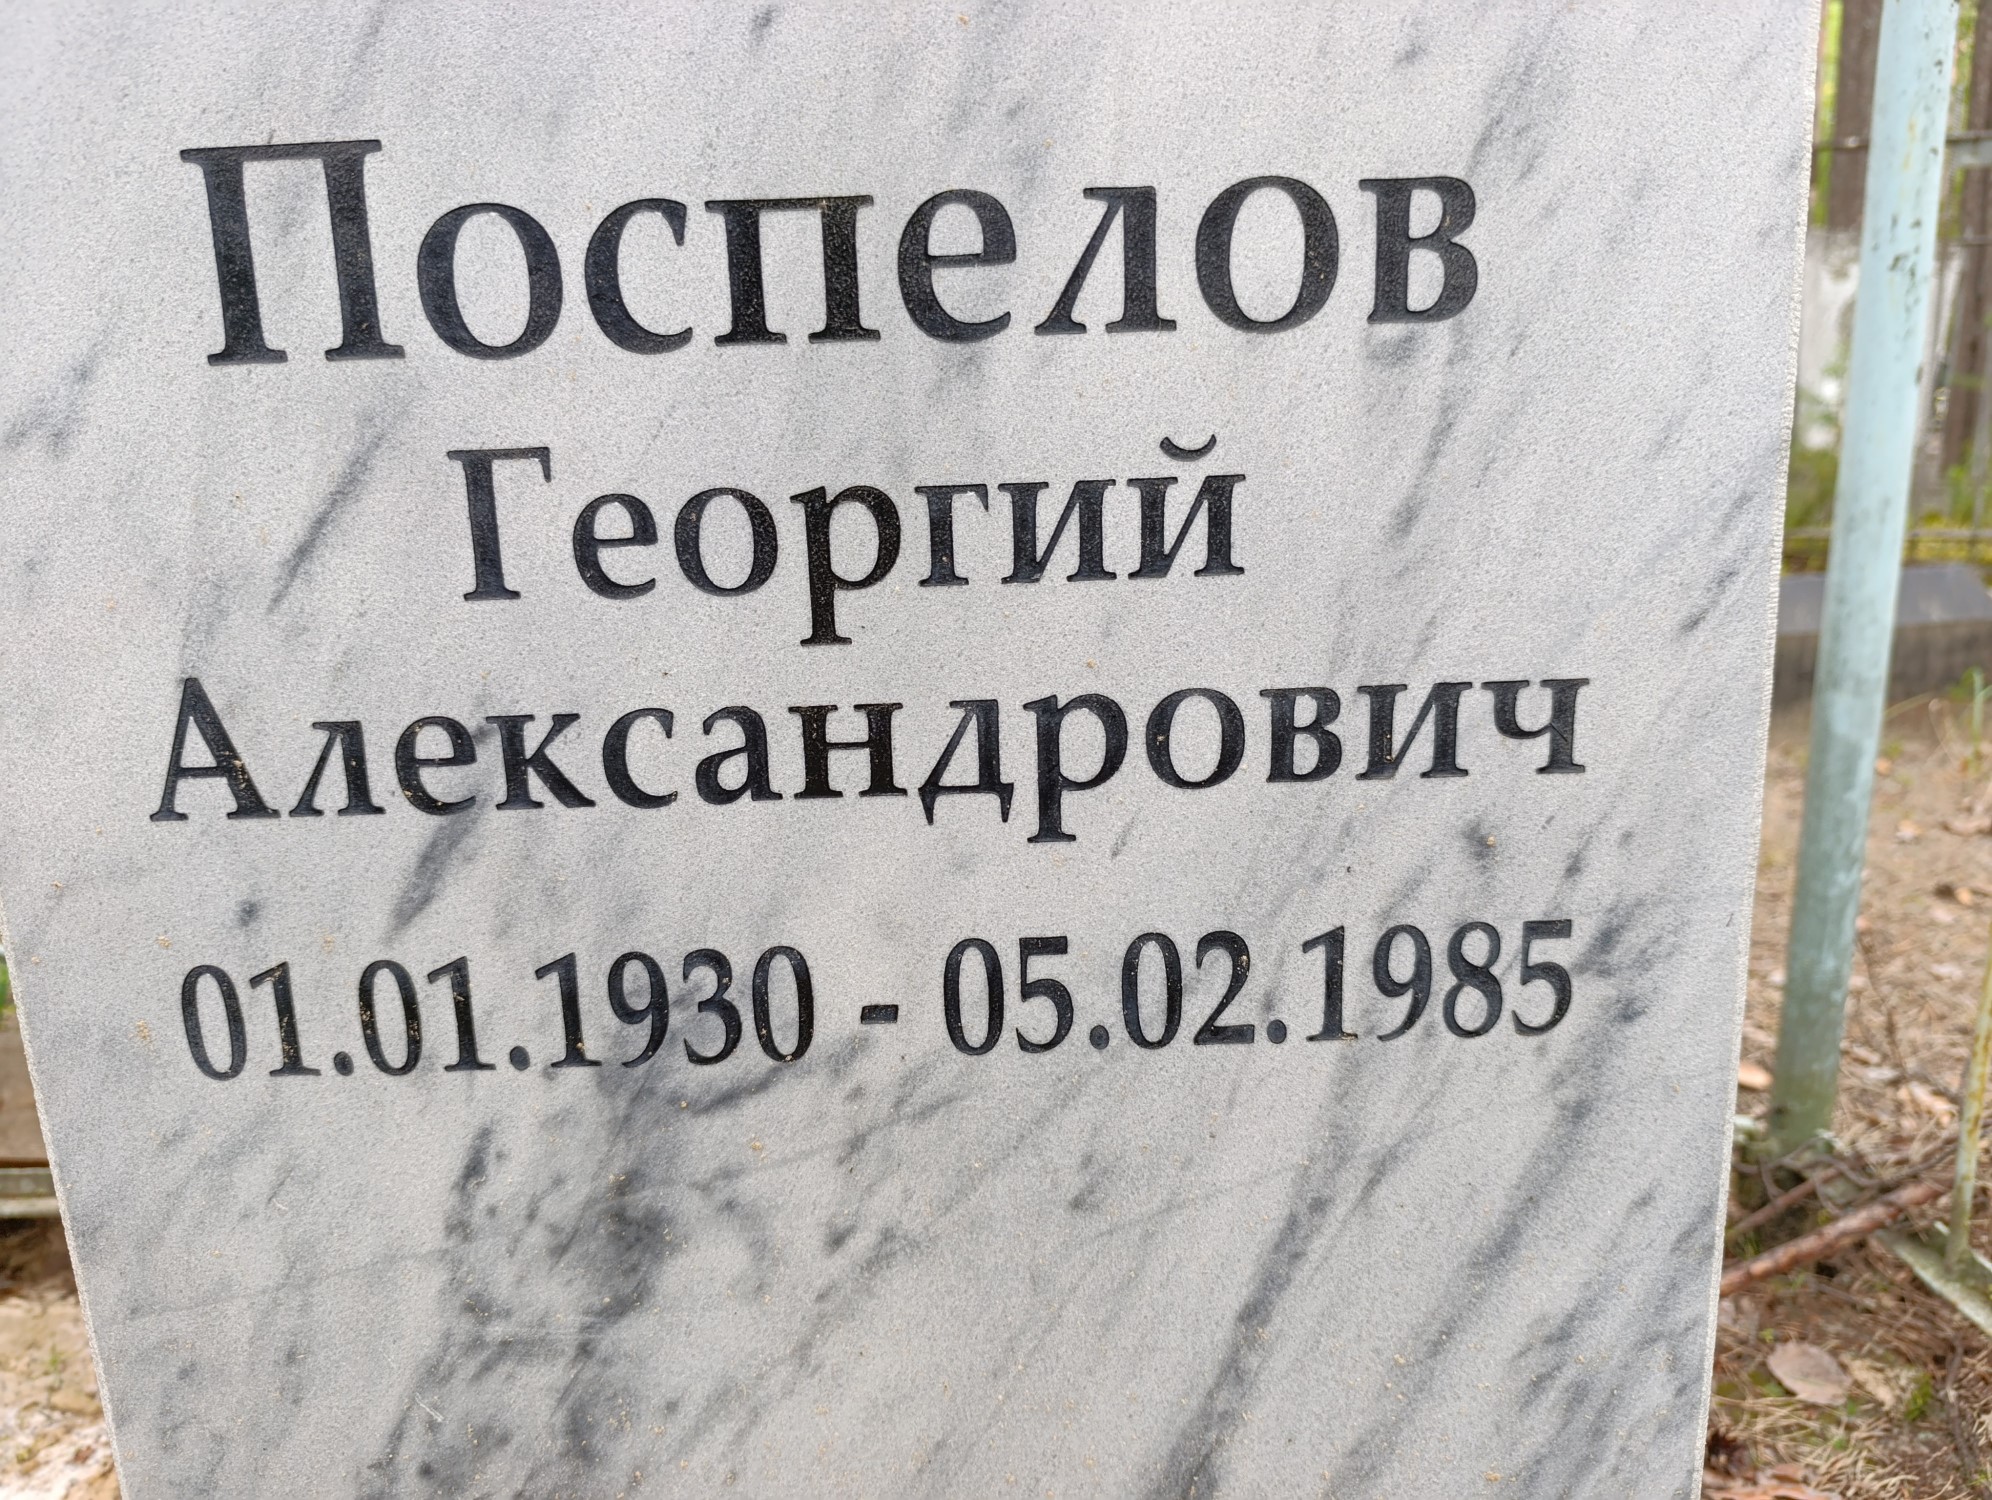 Поспелов
Георгий
Александрович
01.01.1930 - 05.02.1985